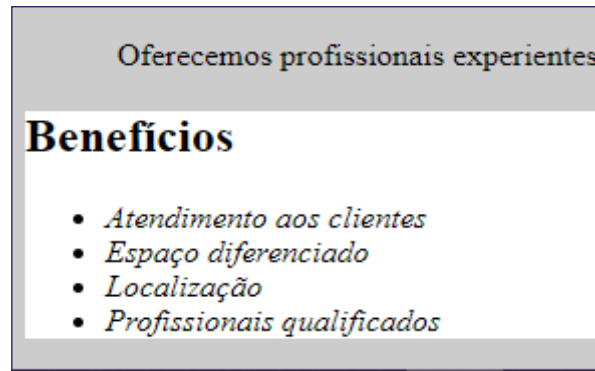 Oferecemos profissionais experientes
Benefícios
Atendimento aos clientes
Espaço diferenciado
Localização
Profissionais qualificados